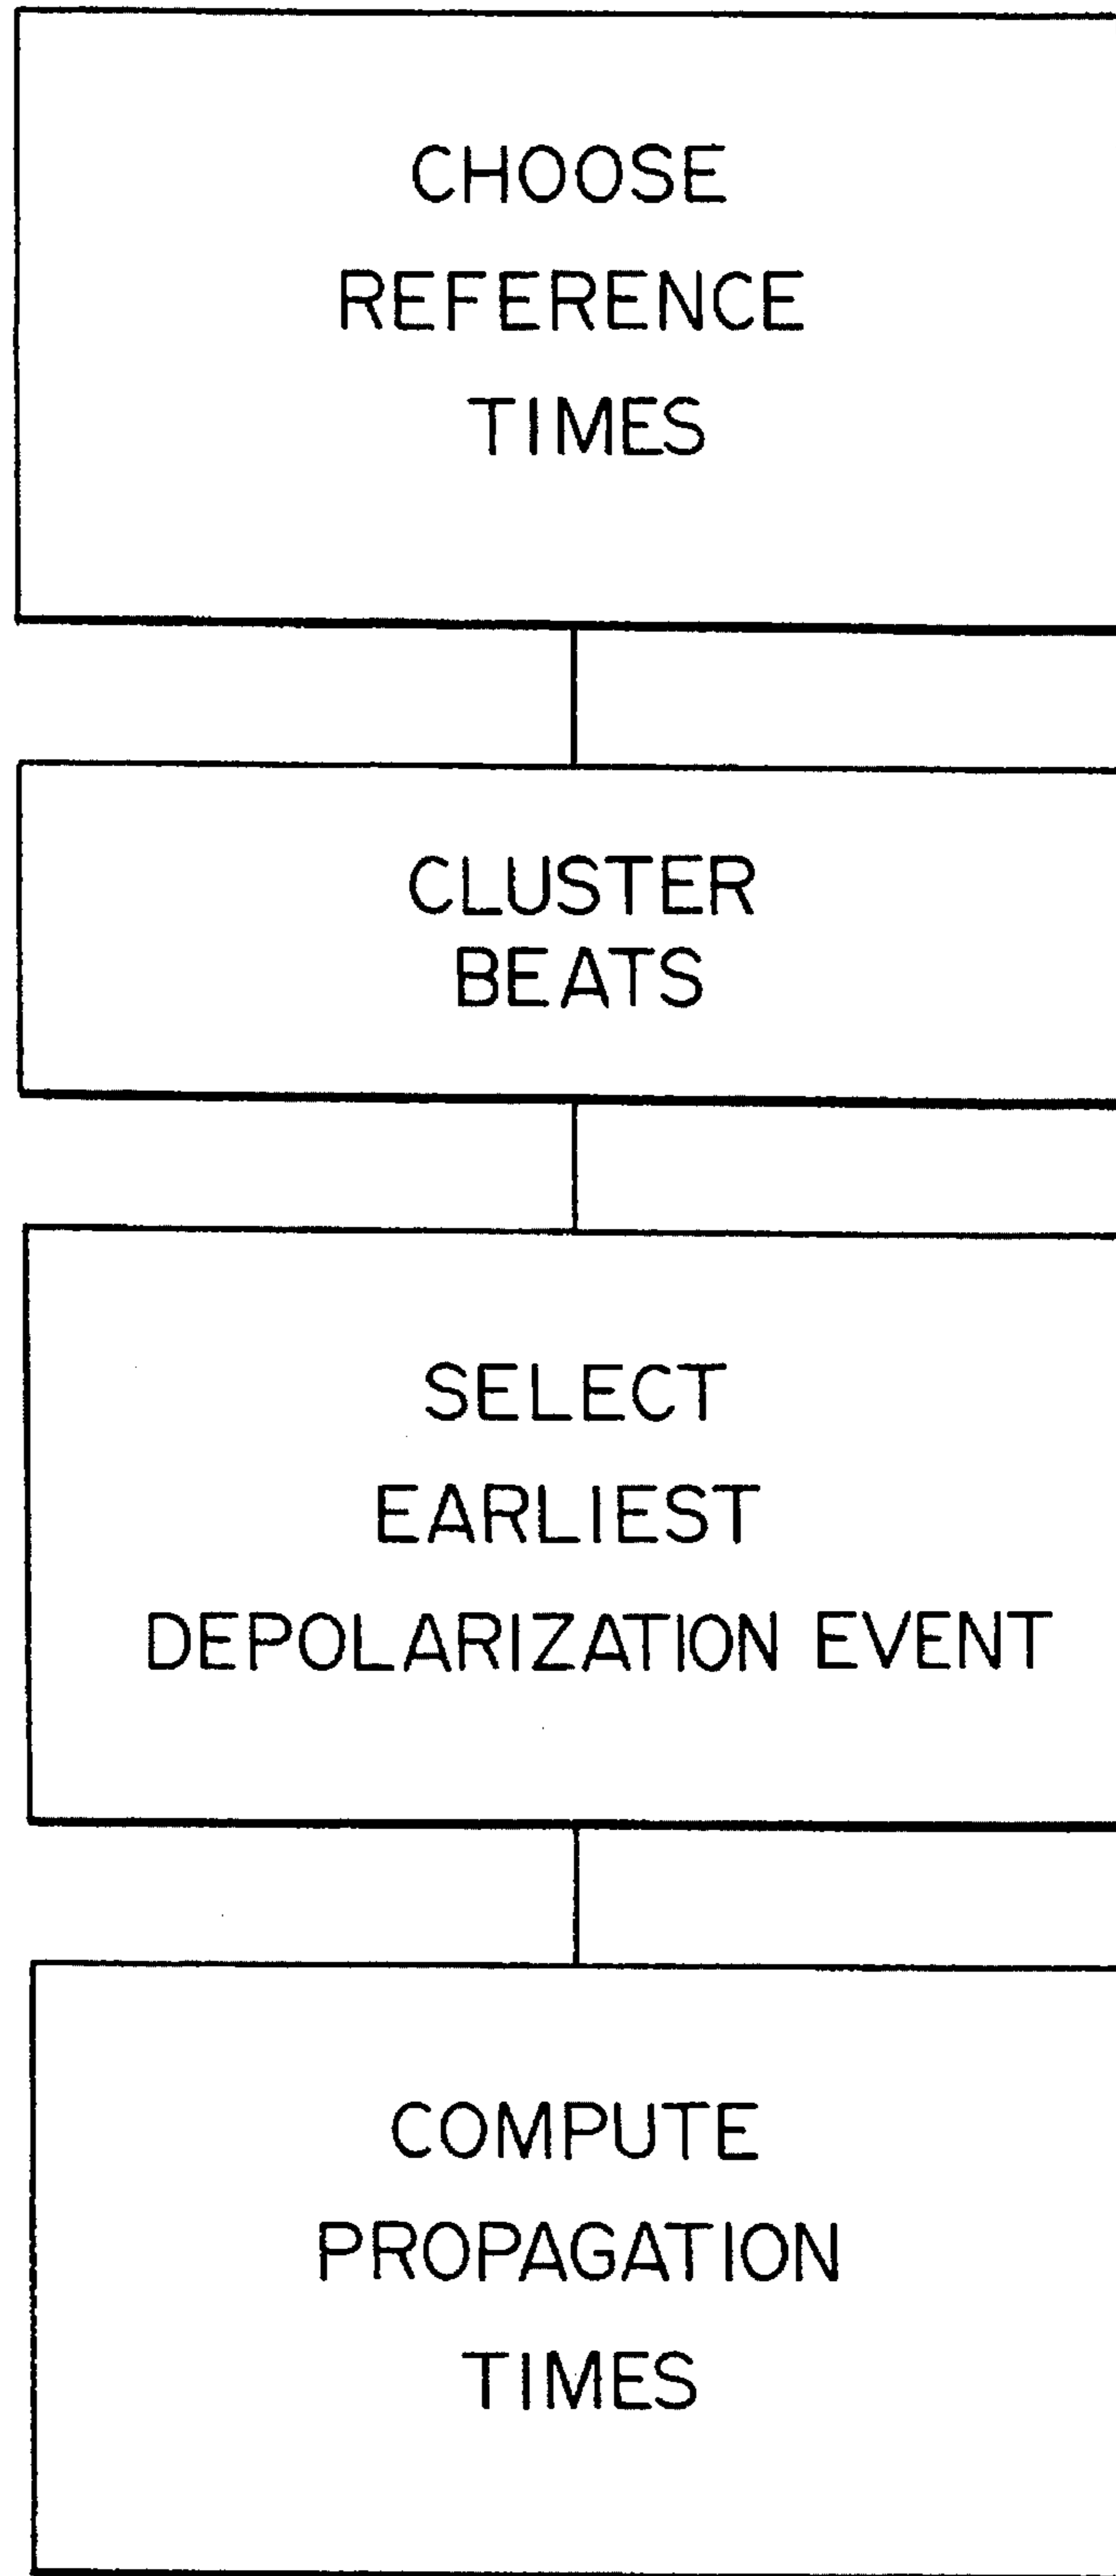 CHOOSE
REFERENCE
TIMES
CLUSTER
BEATS
SELECT
EARLIEST
DEPOLARIZATION EVENT
COMPUTE
PROPAGATION
TIMES